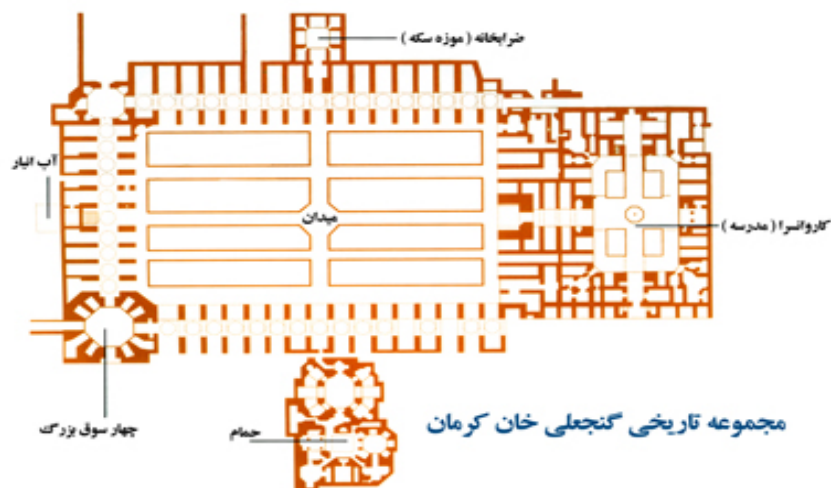 ضرابخانه ( موزه سکه )
آب انبار
میدان
کاروانسرا ( مدرسه )
چهار سوق بزرگ
حمام
مجموعه تاریخی گنجعلی خان کرمان